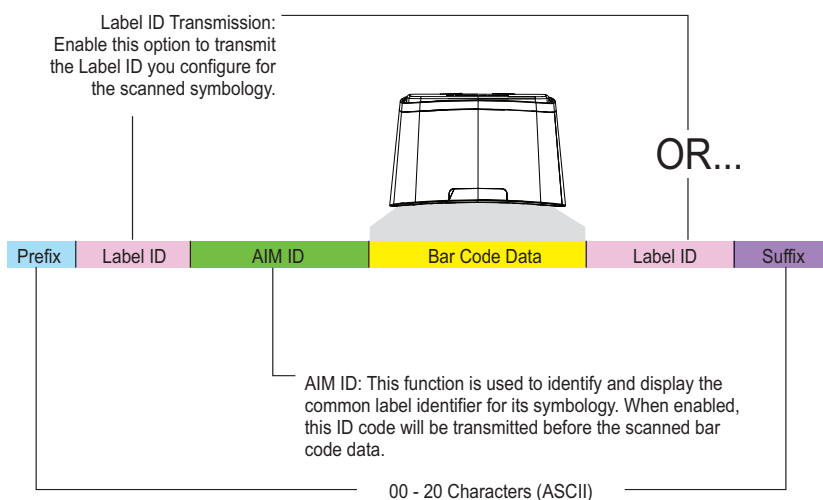 Label ID Transmission:
Enable this option to transmit
the Label ID you configure for
the scanned symbology.
OR...
Prefix Label ID AIM ID Bar Code Data Label ID Suffix
AIM ID: This function is used to identify and display the
common label identifier for its symbology. When enabled,
this ID code will be transmitted before the scanned bar
code data.
00 - 20 Characters (ASCII)